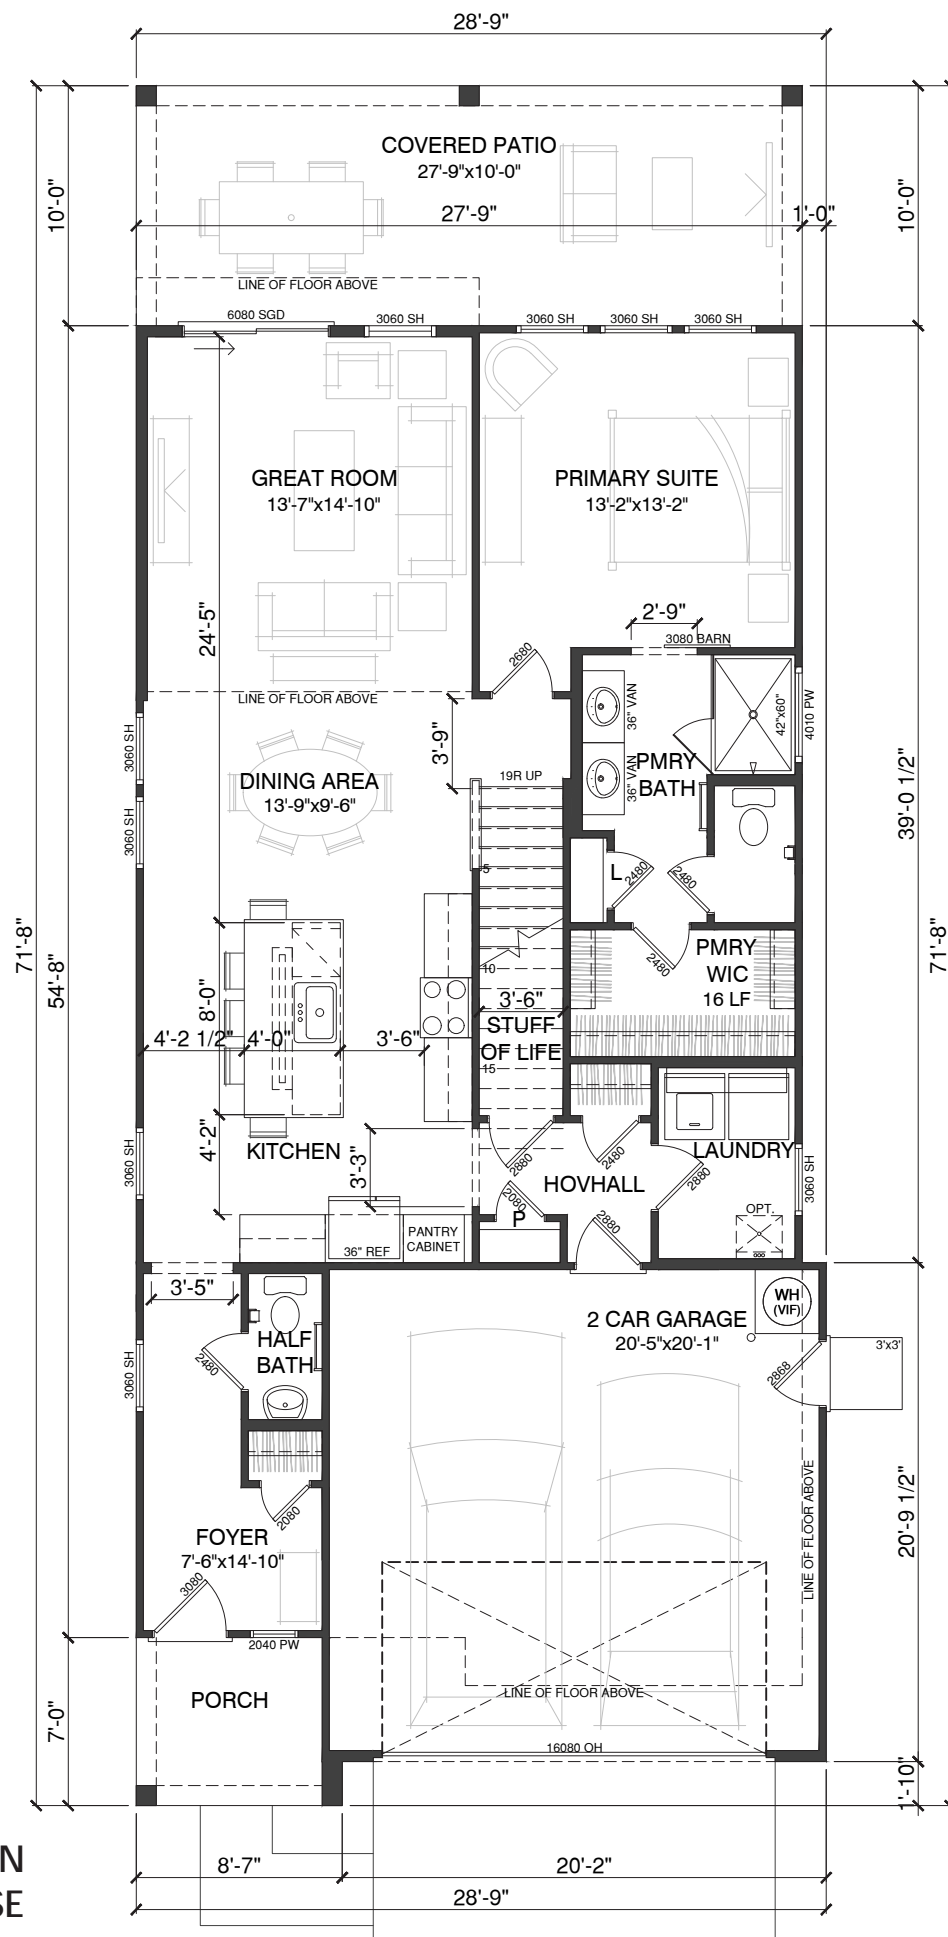 28'-9"
COVERED PATIO
27'-9"x10'-0"
10'-0"
10'-0"
27'-9"
1'-0"
LINE OF FLOOR ABOVE
6080 SGD
3060 SH
3060 SH
3060 SH
3060 SH
GREAT ROOM
13'-7"x14'-10"
PRIMARY SUITE
13'-2"x13'-2"
24'-5"
2'-9"
3080 BARN
2680
LINE OF FLOOR ABOVE
3'-9"
36" VAN
42"x60"
4010 PW
3060 SH
19R UP
PMRY
BATH
36" VAN
DINING AREA
13'-9"x9'-6"
39'-0 1/2"
3060 SH
5
L
2480
2480
71'-8"
54'-8"
71'-8"
10
2480
PMRY
WIC
16 LF
8'-0"
3'-6"
STUFF
OF LIFE
4'-2 1/2"
4'-0"
3'-6"
15
4'-2"
KITCHEN
3'-3"
3060 SH
2880
2480
LAUNDRY
2880
3060 SH
HOVHALL
2080
P
2880
OPT.
36" REF
PANTRY
CABINET
3'-5"
WH
(VIF)
2 CAR GARAGE
20'-5"x20'-1"
HALF
BATH
2480
3060 SH
2868
3'x3'
LINE OF FLOOR ABOVE
20'-9 1/2"
2080
FOYER
7'-6"x14'-10"
3080
2040 PW
PORCH
LINE OF FLOOR ABOVE
7'-0"
16080 OH
1'-10"
8'-7"
20'-2"
28'-9"
N
SE